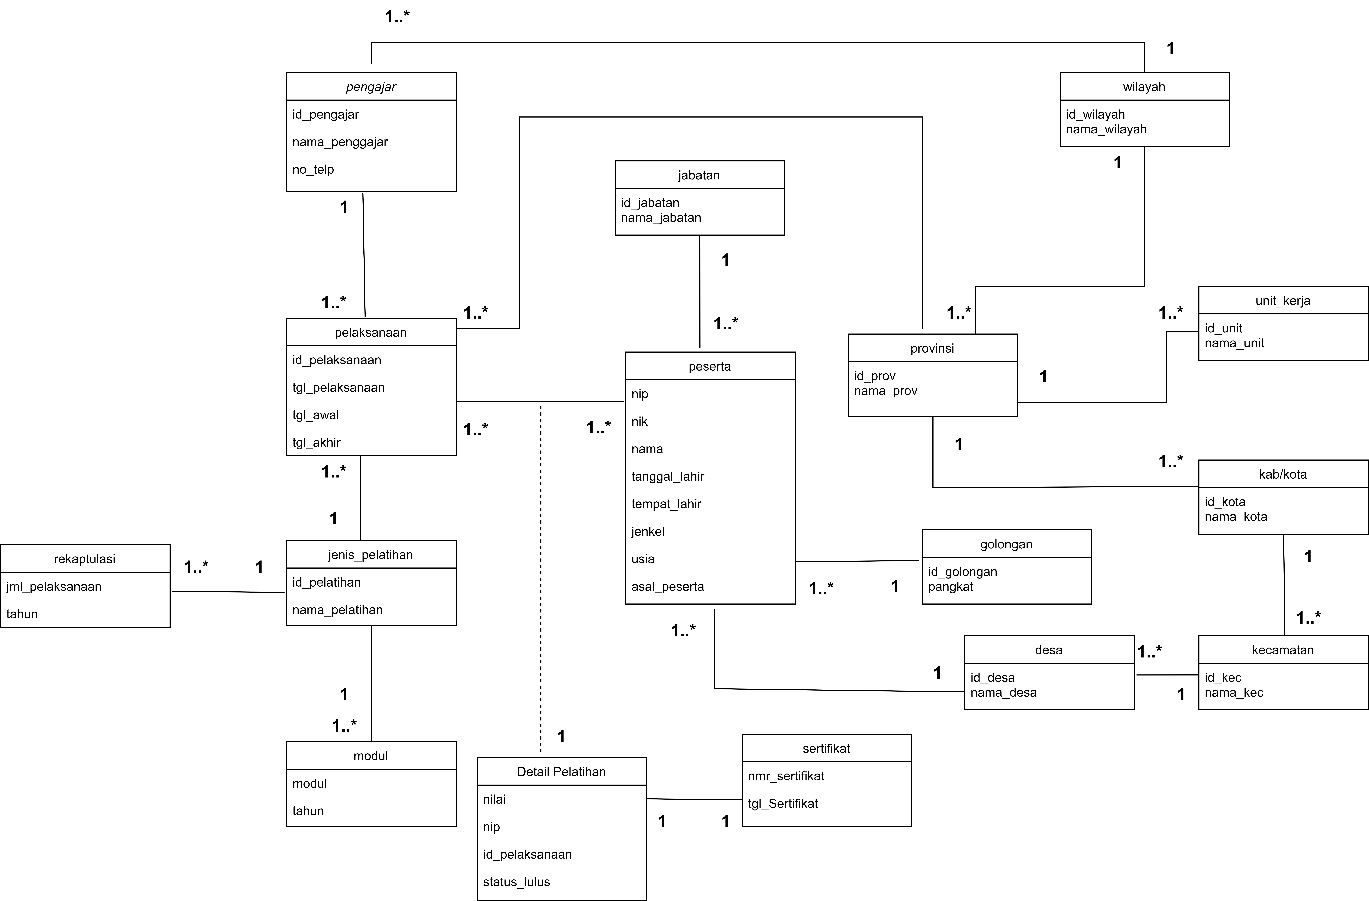 1..*
1
pengajar
id_pengajar
nama_penggajar
no_telp
wilayah
id_wilayah
nama_wilayah
1
1
jabatan
id_jabatan
nama_jabatan
1
1..*
1..*
1..*
1..*
1..*
pelaksanaan
id_pelaksanaan
tgl_pelaksanaan
tgl_awal
tgl_akhir
peserta
nip
nik
nama
tanggal_lahir
tempat_lahir
jenkel
usia
asal_peserta
provinsi
id_prov
nama_prov
unit_kerja
id_unit
nama_unit
1
1..*
1..*
1
1..*
1..*
1
kab/kota
id_kota
nama_kota
rekaptulasi
jml_pelaksanaan
tahun
1..*
1
jenis_pelatihan
id_pelatihan
nama_pelatihan
golongan
id_golongan
pangkat
1..*
1
1
1..*
1..*
1
desa
id_desa
nama_desa
1..*
1
kecamatan
id_kec
nama_kec
1
1..*
modul
modul
tahun
1
Detail Pelatihan
nilai
nip
id_pelaksanaan
status_lulus
1
1
sertifikat
nmr_sertifikat
tgl_Sertifikat